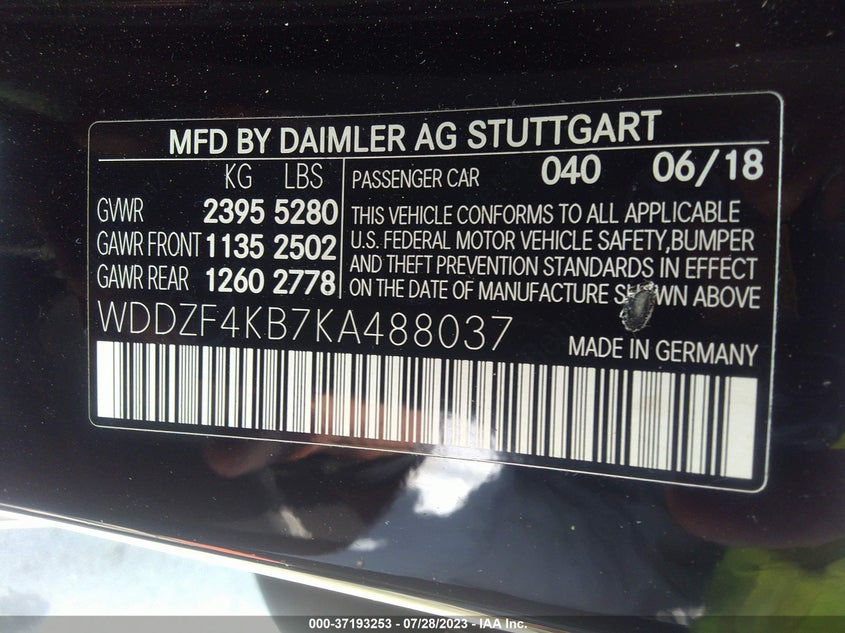 MFD BY DAIMLER AG STUTTGART
KG LBS
GVWR 2395 5280
GAWR FRONT 1135 2502
GAWR REAR 1260 2778
PASSENGER CAR 040 06/18
THIS VEHICLE CONFORMS TO ALL APPLICABLE
U.S. FEDERAL MOTOR VEHICLE SAFETY,BUMPER
AND THEFT PREVENTION STANDARDS IN EFFECT
ON THE DATE OF MANUFACTURE SHOWN ABOVE
WDDZF4KB7KA488037
MADE IN GERMANY
000-37193253 / 07/28/2023 - IAA Inc.